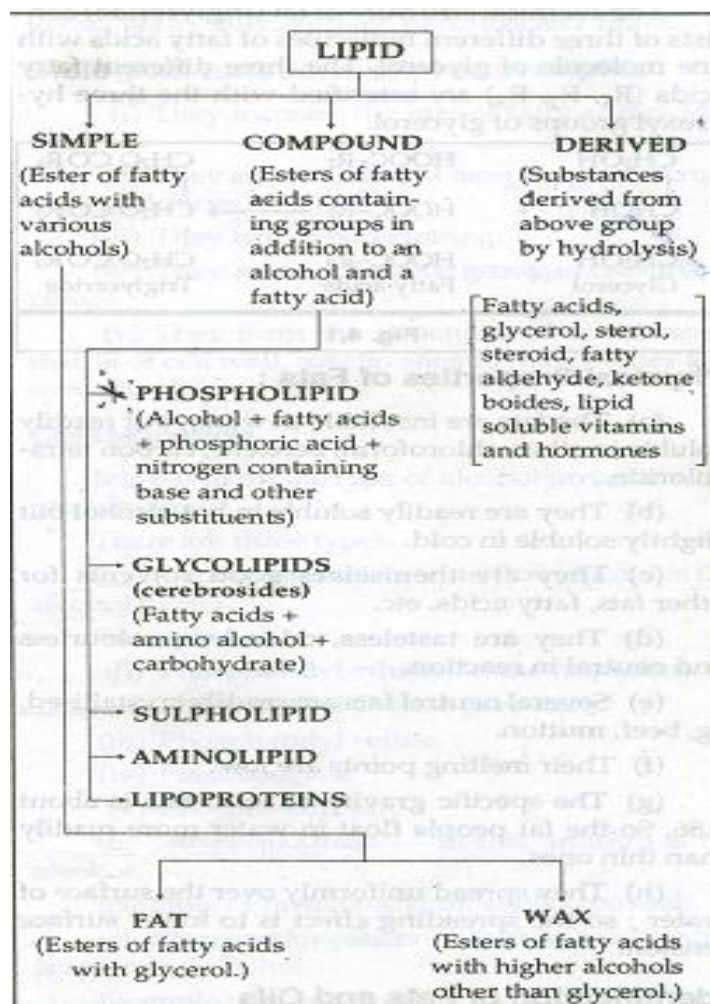 LIPID
SIMPLE
(Ester of fatty
acids with
various
alcohols)
COMPOUND
(Esters of fatty
acids contain-
ing groups in
addition to an
alcohol and a
fatty acid)
DERIVED
(Substances
derived from
above group
by hydrolysis)
Fatty acids,
glycerol, sterol,
steroid, fatty
aldehyde, ketone
boides, lipid
soluble vitamins
and hormones
PHOSPHOLIPID
(Alcohol + fatty acids
+ phosphoric acid +
nitrogen containing
base and other
substituents)
GLYCOLIPIDS
(cerebrosides)
(Fatty acids +
amino alcohol +
carbohydrate)
SULPHOLIPID
AMINOLIPID
LIPOPROTEINS
FAT
(Esters of fatty acids
with glycerol.)
WAX
(Esters of fatty acids
with higher alcohols
other than glycerol.)